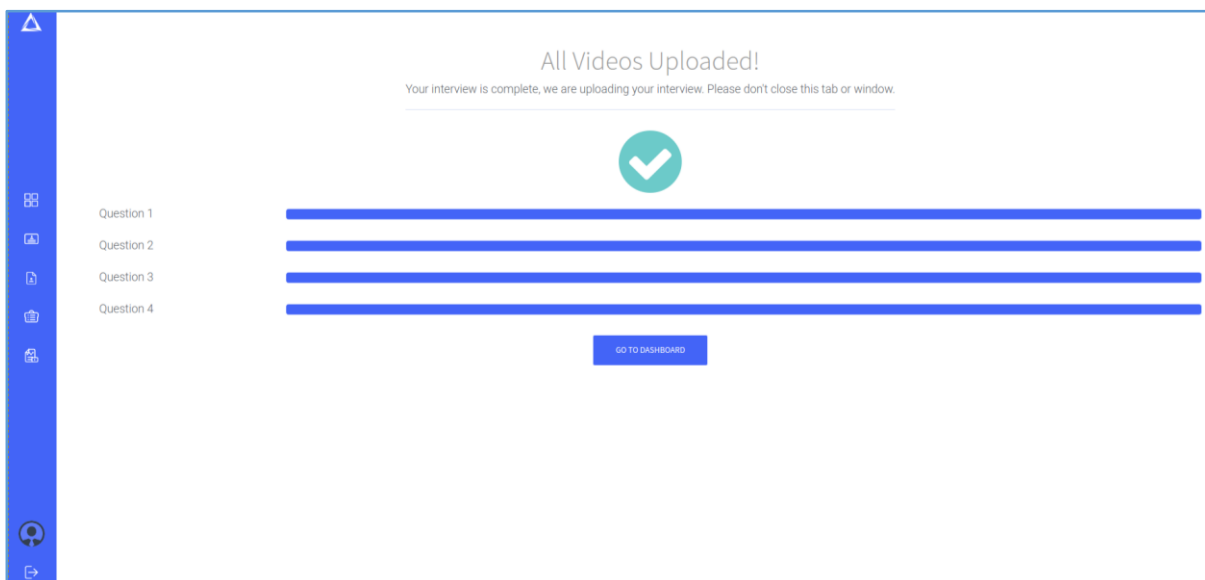 All Videos Uploaded!
Your interview is complete, we are uploading your interview. Please don't close this tab or window.
Question 1
Question 2
Question 3
Question 4
GO TO DASHBOARD